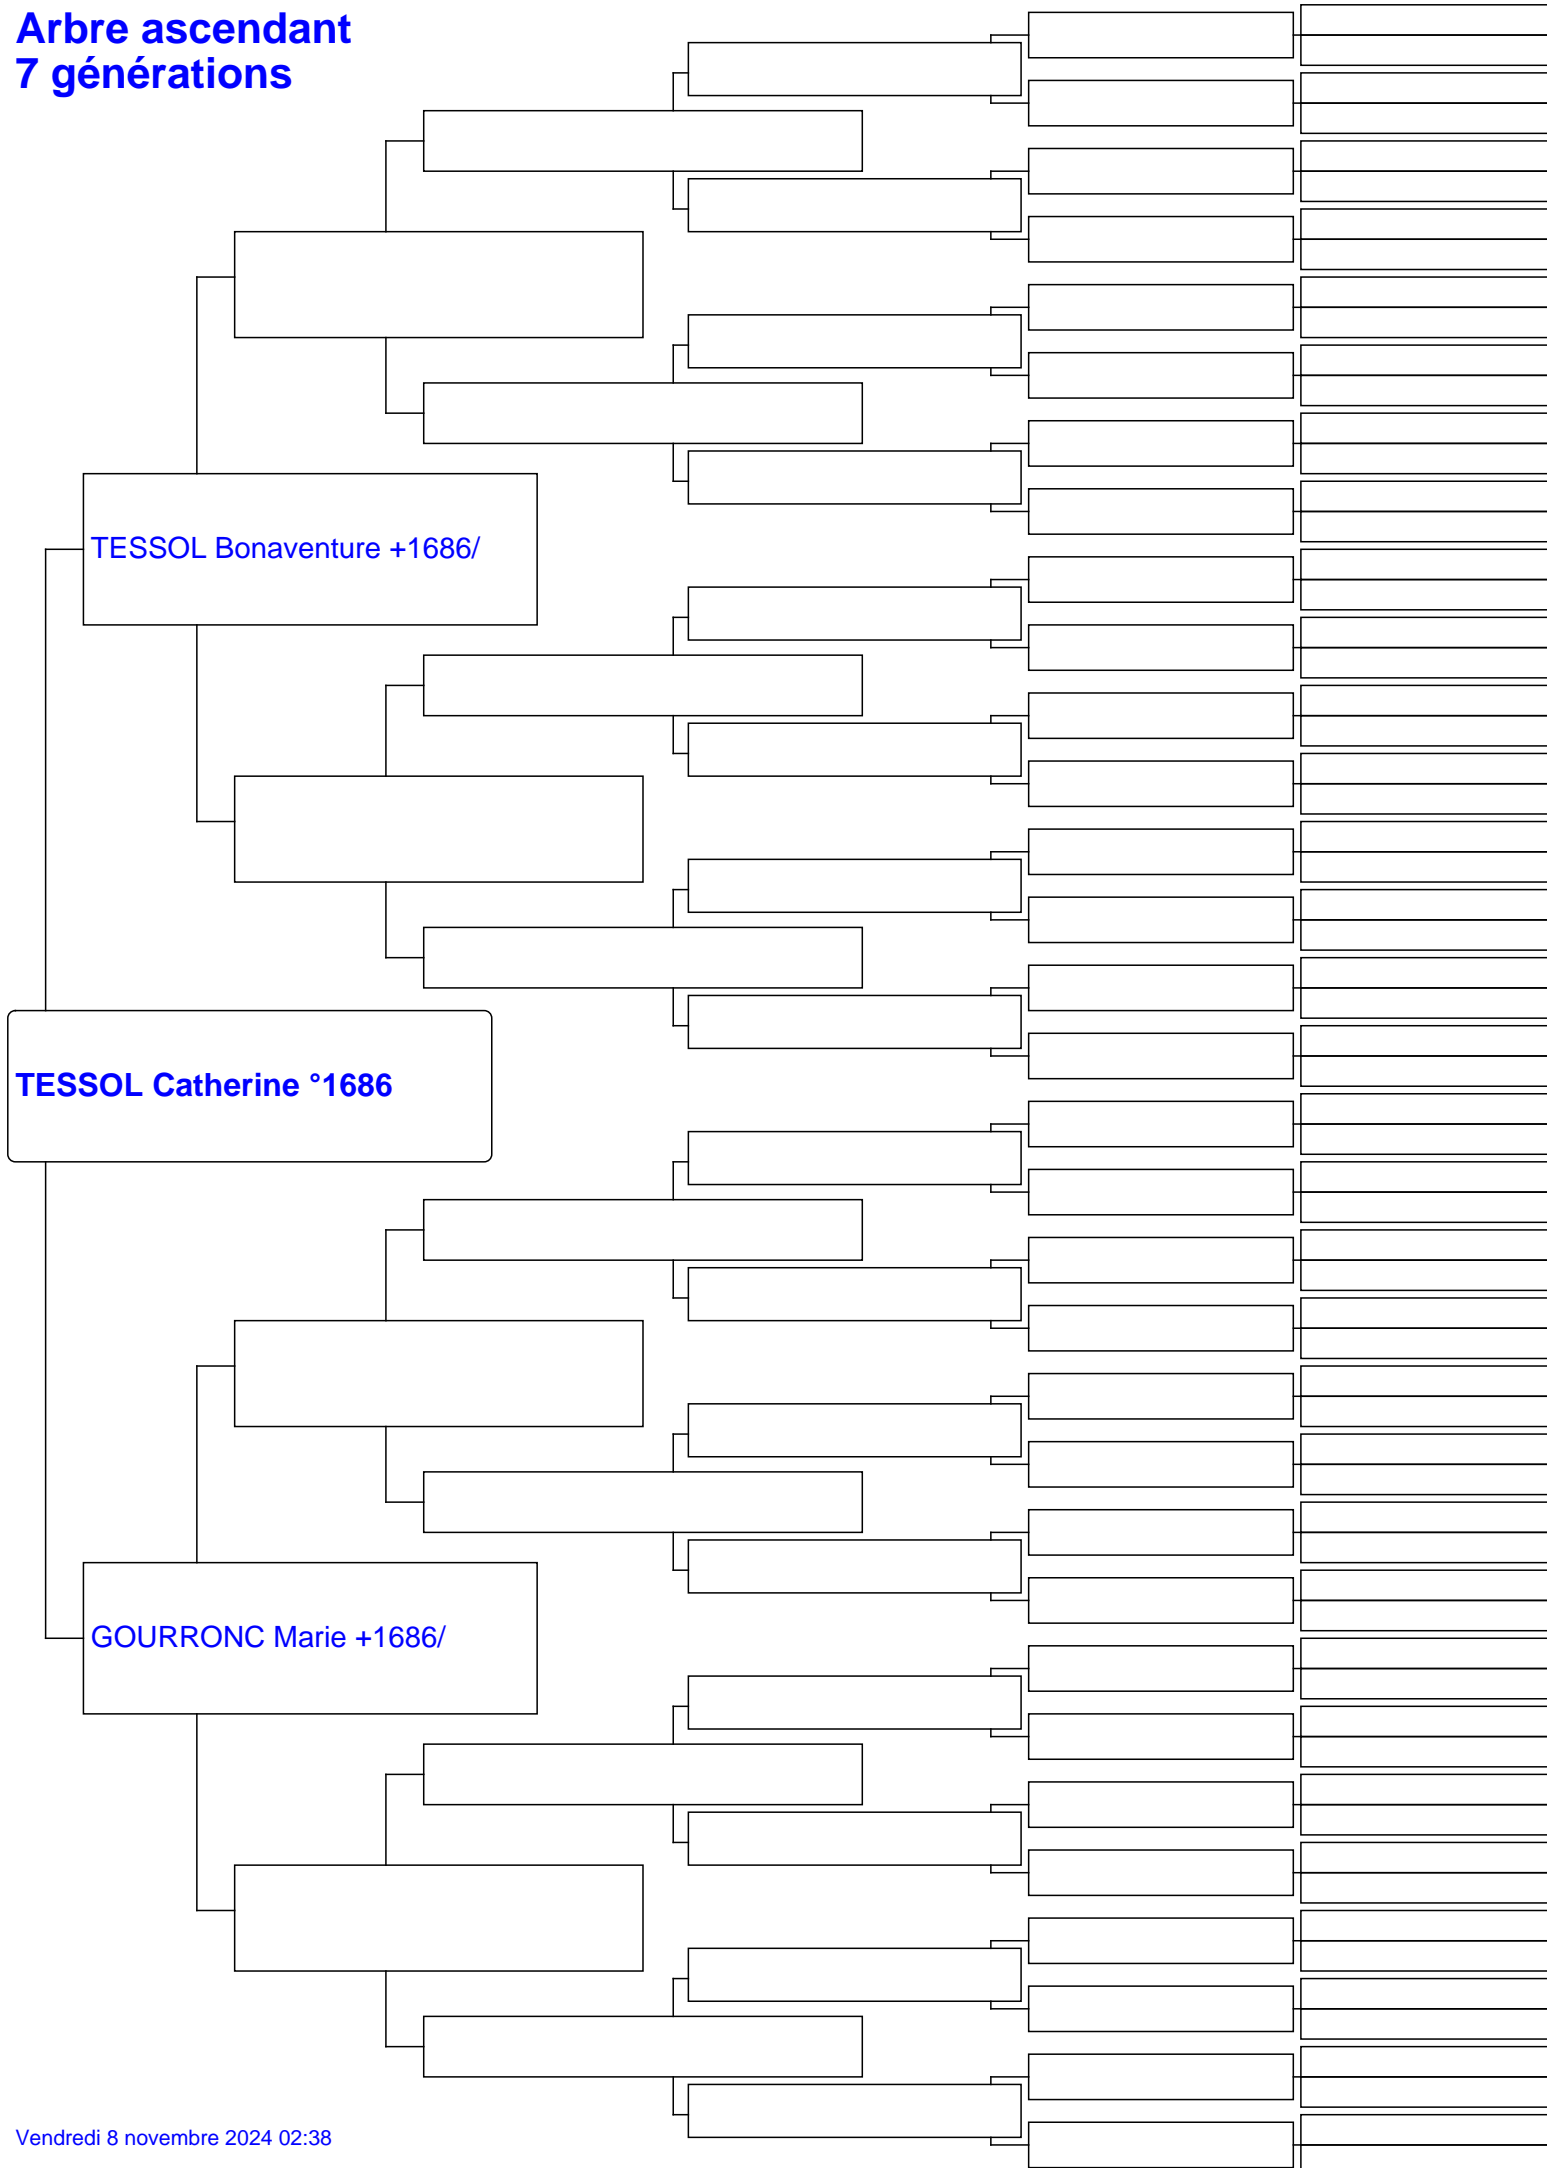 Arbre ascendant
7 générations
TESSOL Bonaventure +1686/
TESSOL Catherine °1686
GOURRONC Marie +1686/
Vendredi 8 novembre 2024 02:38